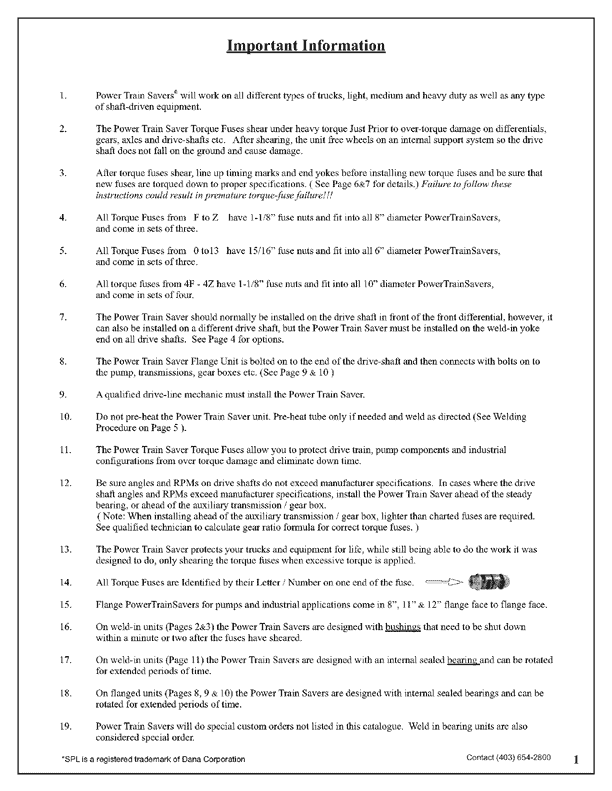 Important Information
1. Power Train Savers® will work on all different types of trucks, light, medium and heavy duty as well as any type
of shaft-driven equipment.
2. The Power Train Saver Torque Fuses shear under heavy torque Just Prior to over-torque damage on differentials,
gears, axles and drive-shafts etc. After shearing, the unit free wheels on an internal support system so the drive
shaft does not fall on the ground and cause damage.
3. After torque fuses shear, line up timing marks and end yokes before installing new torque fuses and be sure that
new fuses are torqued down to proper specifications. ( See Page 6&7 for details.) Failure to follow these
instructions could result in premature torque-fuse failure!!!
4. All Torque Fuses from F to Z have 1-1/8” fuse nuts and fit into all 8” diameter PowerTrainSavers,
and come in sets of three.
5. All Torque Fuses from 0 to13 have 15/16” fuse nuts and fit into all 6” diameter PowerTrainSavers,
and come in sets of three.
6. All torque fuses from 4F - 4Z have 1-1/8” fuse nuts and fit into all 10” diameter PowerTrainSavers,
and come in sets of four.
7. The Power Train Saver should normally be installed on the drive shaft in front of the front differential, however, it
can also be installed on a different drive shaft, but the Power Train Saver must be installed on the weld-in yoke
end on all drive shafts. See Page 4 for options.
8. The Power Train Saver Flange Unit is bolted on to the end of the drive-shaft and then connects with bolts on to
the pump, transmissions, gear boxes etc. (See Page 9 & 10 )
9. A qualified drive-line mechanic must install the Power Train Saver.
10. Do not pre-heat the Power Train Saver unit. Pre-heat tube only if needed and weld as directed (See Welding
Procedure on Page 5 ).
11. The Power Train Saver Torque Fuses allow you to protect drive train, pump components and industrial
configurations from over torque damage and eliminate down time.
12. Be sure angles and RPMs on drive shafts do not exceed manufacturer specifications. In cases where the drive
shaft angles and RPMs exceed manufacturer specifications, install the Power Train Saver ahead of the steady
bearing, or ahead of the auxiliary transmission / gear box.
( Note: When installing ahead of the auxiliary transmission / gear box, lighter than charted fuses are required.
See qualified technician to calculate gear ratio formula for correct torque fuses. )
13. The Power Train Saver protects your trucks and equipment for life, while still being able to do the work it was
designed to do, only shearing the torque fuses when excessive torque is applied.
14. All Torque Fuses are Identified by their Letter / Number on one end of the fuse.
15. Flange PowerTrainSavers for pumps and industrial applications come in 8”, 11” & 12” flange face to flange face.
16. On weld-in units (Pages 2&3) the Power Train Savers are designed with bushings that need to be shut down
within a minute or two after the fuses have sheared.
17. On weld-in units (Page 11) the Power Train Savers are designed with an internal sealed bearing and can be rotated
for extended periods of time.
18. On flanged units (Pages 8, 9 & 10) the Power Train Savers are designed with internal sealed bearings and can be
rotated for extended periods of time.
19. Power Train Savers will do special custom orders not listed in this catalogue. Weld in bearing units are also
considered special order.
*SPL is a registered trademark of Dana Corporation Contact (403) 654-2800 1